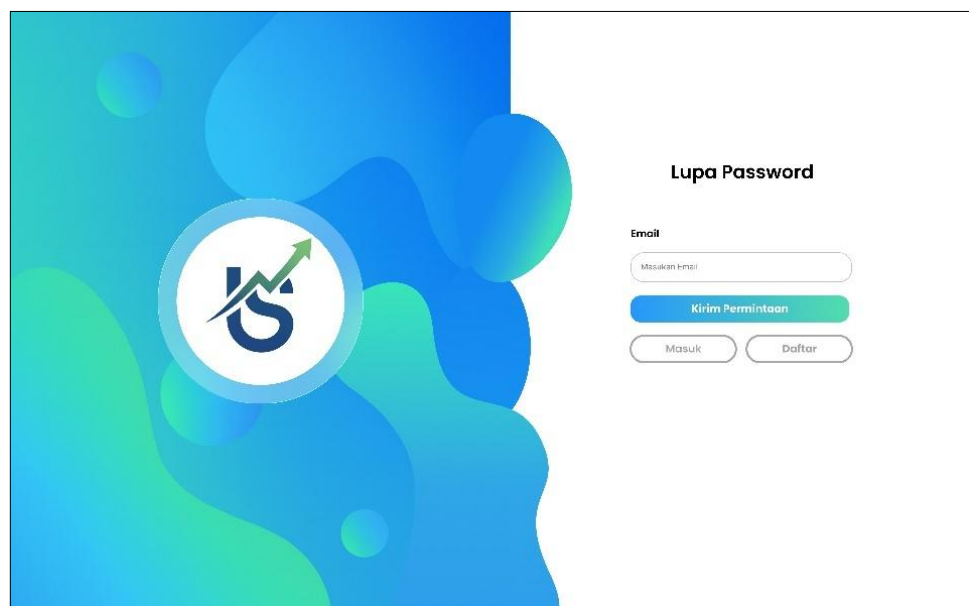 Lupa Password
Email
Masukan Email
Kirim Permintaan
Masuk
Daftar